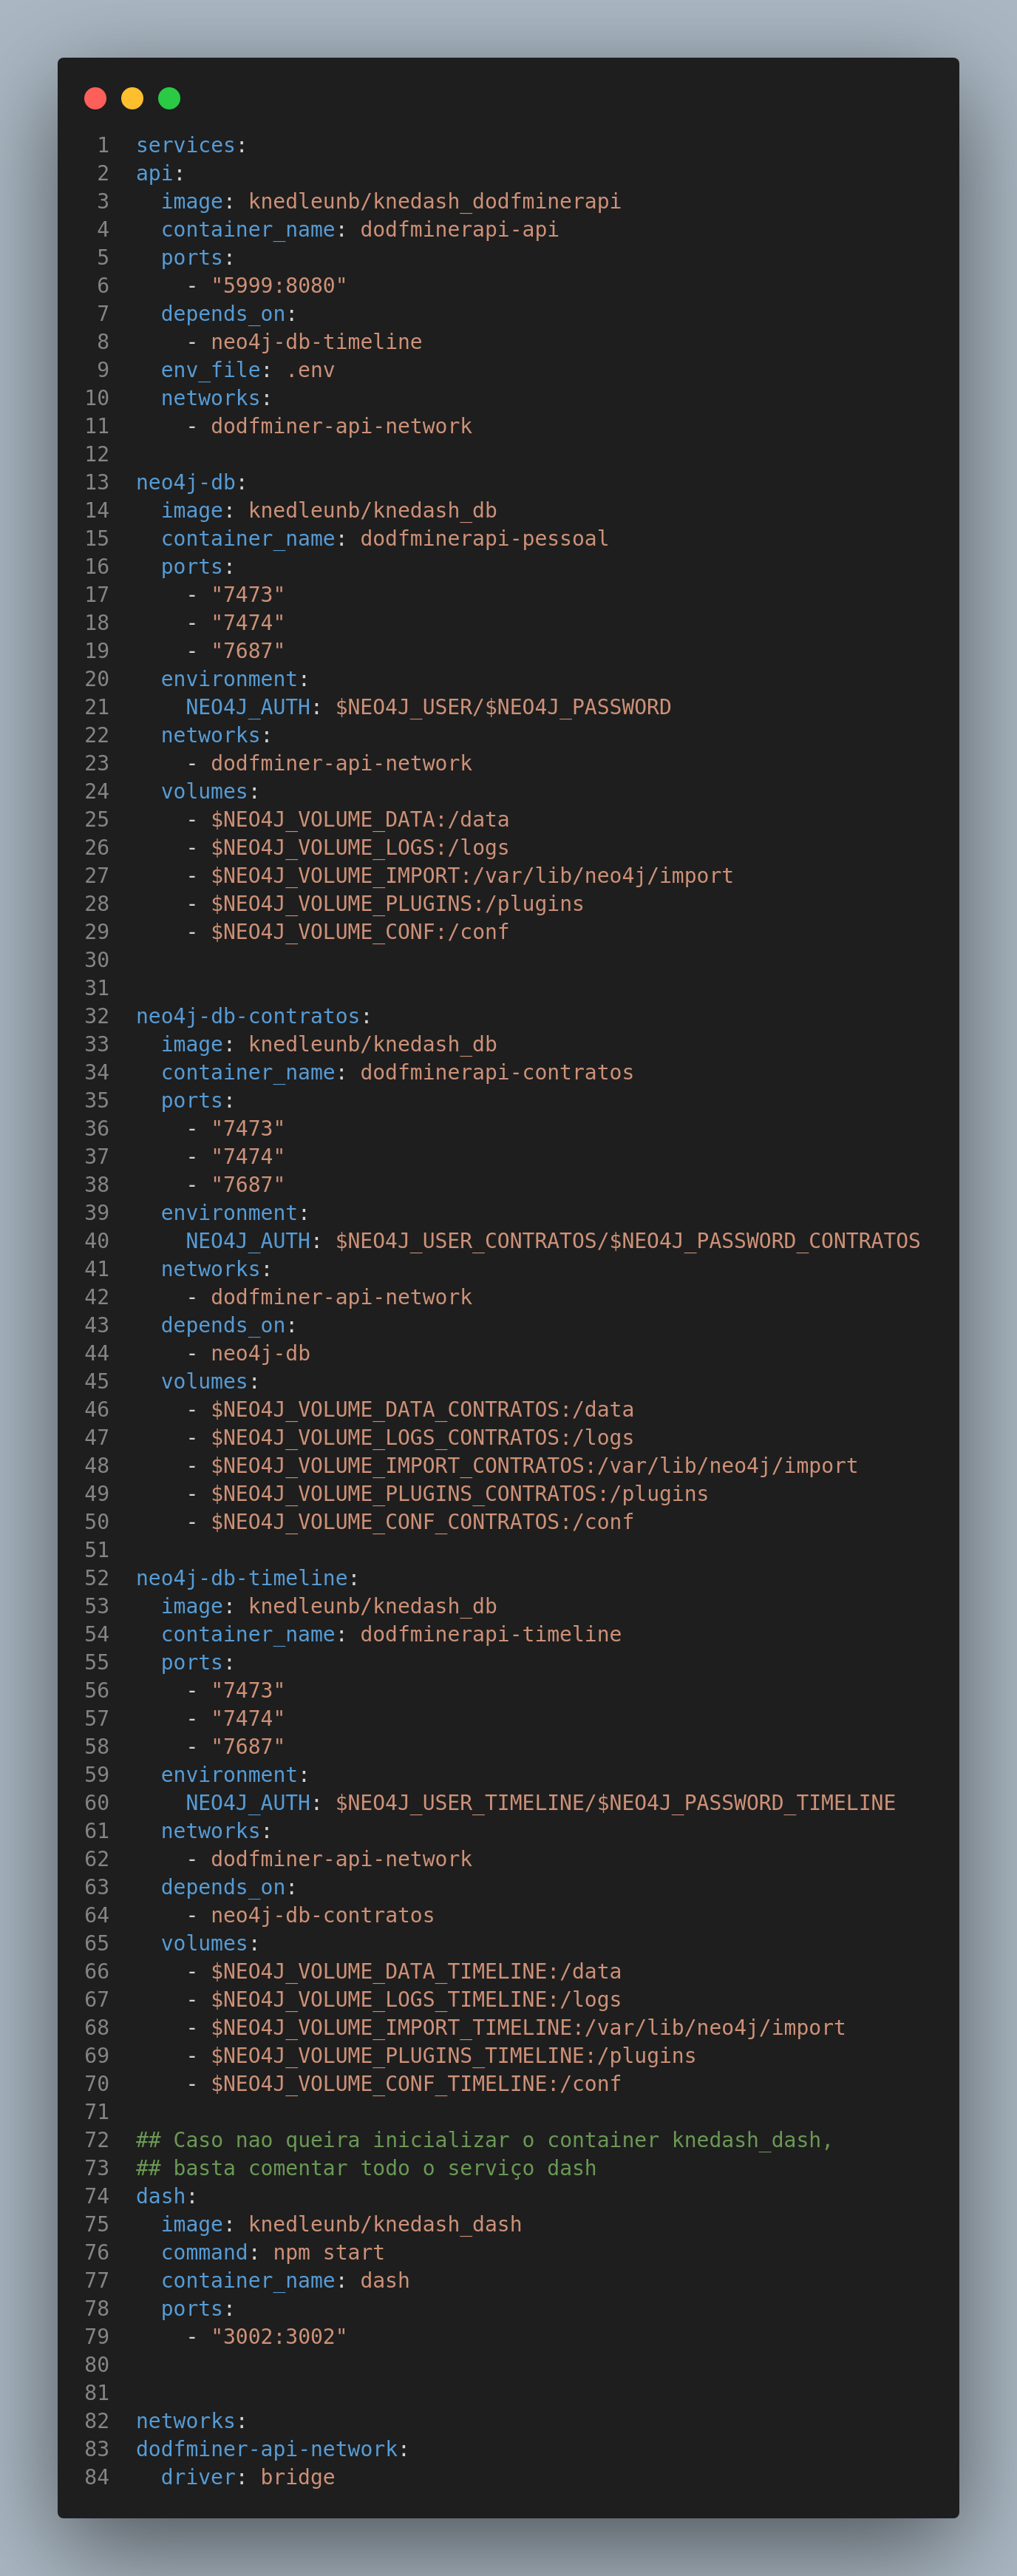 1 services:
2 api:
3   image: knedleunb/knedash_dodfminerapi
4   container_name: dodfminerapi-api
5   ports:
6     - "5999:8080"
7   depends_on:
8     - neo4j-db-timeline
9   env_file: .env
10   networks:
11     - dodfminer-api-network
12
13 neo4j-db:
14   image: knedleunb/knedash_db
15   container_name: dodfminerapi-pessoal
16   ports:
17     - "7473"
18     - "7474"
19     - "7687"
20   environment:
21     NEO4J_AUTH: $NEO4J_USER/$NEO4J_PASSWORD
22   networks:
23     - dodfminer-api-network
24   volumes:
25     - $NEO4J_VOLUME_DATA:/data
26     - $NEO4J_VOLUME_LOGS:/logs
27     - $NEO4J_VOLUME_IMPORT:/var/lib/neo4j/import
28     - $NEO4J_VOLUME_PLUGINS:/plugins
29     - $NEO4J_VOLUME_CONF:/conf
30
31
32 neo4j-db-contratos:
33   image: knedleunb/knedash_db
34   container_name: dodfminerapi-contratos
35   ports:
36     - "7473"
37     - "7474"
38     - "7687"
39   environment:
40     NEO4J_AUTH: $NEO4J_USER_CONTRATOS/$NEO4J_PASSWORD_CONTRATOS
41   networks:
42     - dodfminer-api-network
43   depends_on:
44     - neo4j-db
45   volumes:
46     - $NEO4J_VOLUME_DATA_CONTRATOS:/data
47     - $NEO4J_VOLUME_LOGS_CONTRATOS:/logs
48     - $NEO4J_VOLUME_IMPORT_CONTRATOS:/var/lib/neo4j/import
49     - $NEO4J_VOLUME_PLUGINS_CONTRATOS:/plugins
50     - $NEO4J_VOLUME_CONF_CONTRATOS:/conf
51
52 neo4j-db-timeline:
53   image: knedleunb/knedash_db
54   container_name: dodfminerapi-timeline
55   ports:
56     - "7473"
57     - "7474"
58     - "7687"
59   environment:
60     NEO4J_AUTH: $NEO4J_USER_TIMELINE/$NEO4J_PASSWORD_TIMELINE
61   networks:
62     - dodfminer-api-network
63   depends_on:
64     - neo4j-db-contratos
65   volumes:
66     - $NEO4J_VOLUME_DATA_TIMELINE:/data
67     - $NEO4J_VOLUME_LOGS_TIMELINE:/logs
68     - $NEO4J_VOLUME_IMPORT_TIMELINE:/var/lib/neo4j/import
69     - $NEO4J_VOLUME_PLUGINS_TIMELINE:/plugins
70     - $NEO4J_VOLUME_CONF_TIMELINE:/conf
71
72 ## Caso nao queira inicializar o container knedash_dash,
73 ## basta comentar todo o serviço dash
74 dash:
75   image: knedleunb/knedash_dash
76   command: npm start
77   container_name: dash
78   ports:
79     - "3002:3002"
80
81
82 networks:
83 dodfminer-api-network:
84   driver: bridge